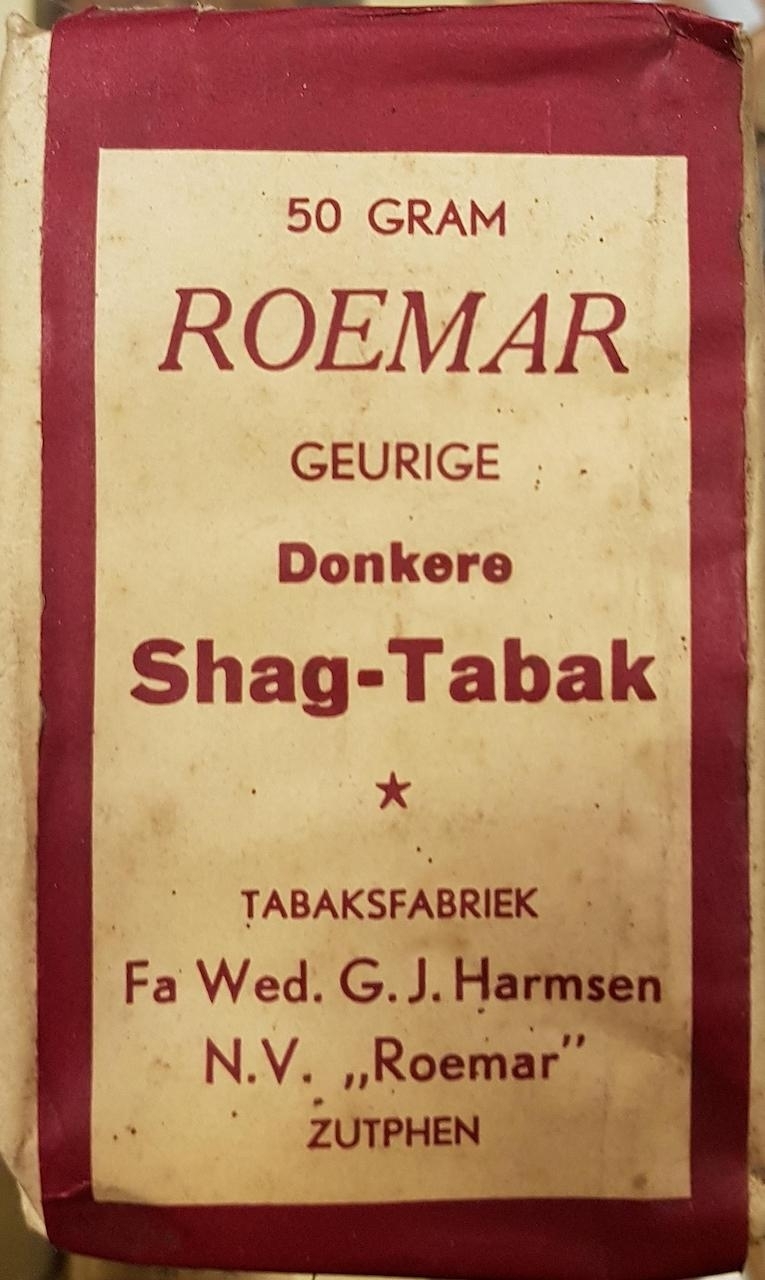 50 GRAM
ROEMAR
GEURIGE
Donkere
Shag-Tabak
TABAKSFABRIEK
Fa Wed. G. J. Harmsen
N.V. „Roemar”
ZUTPHEN